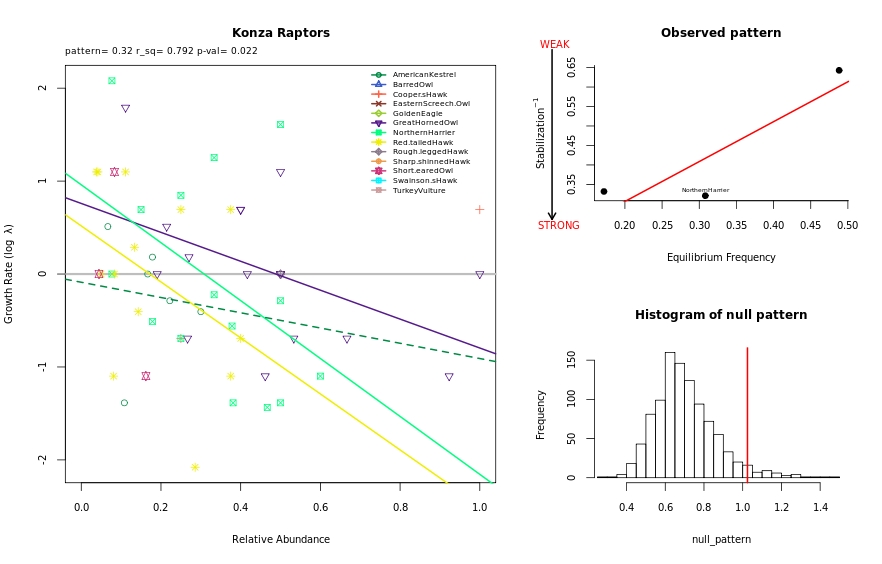 Konza Raptors
pattern= 0.32 r_sq= 0.792 p-val= 0.022
AmericanKestrel
BarredOwl
Cooper.sHawk
EasternScreech.Owl
GoldenEagle
GreatHornedOwl
NorthernHarrier
Red.tailedHawk
Rough.leggedHawk
Sharp.shinnedHawk
Short.earedOwl
Swainson.sHawk
TurkeyVulture
Growth Rate (log λ)
2
1
0
-1
-2
0.0 0.2 0.4 0.6 0.8 1.0
Relative Abundance
Observed pattern
WEAK
STRONG
Stabilization⁻¹
0.65
0.55
0.45
0.35
NorthernHarrier
0.20 0.25 0.30 0.35 0.40 0.45 0.50
Equilibrium Frequency
Histogram of null pattern
Frequency
150
100
50
0
0.4 0.6 0.8 1.0 1.2 1.4
null_pattern